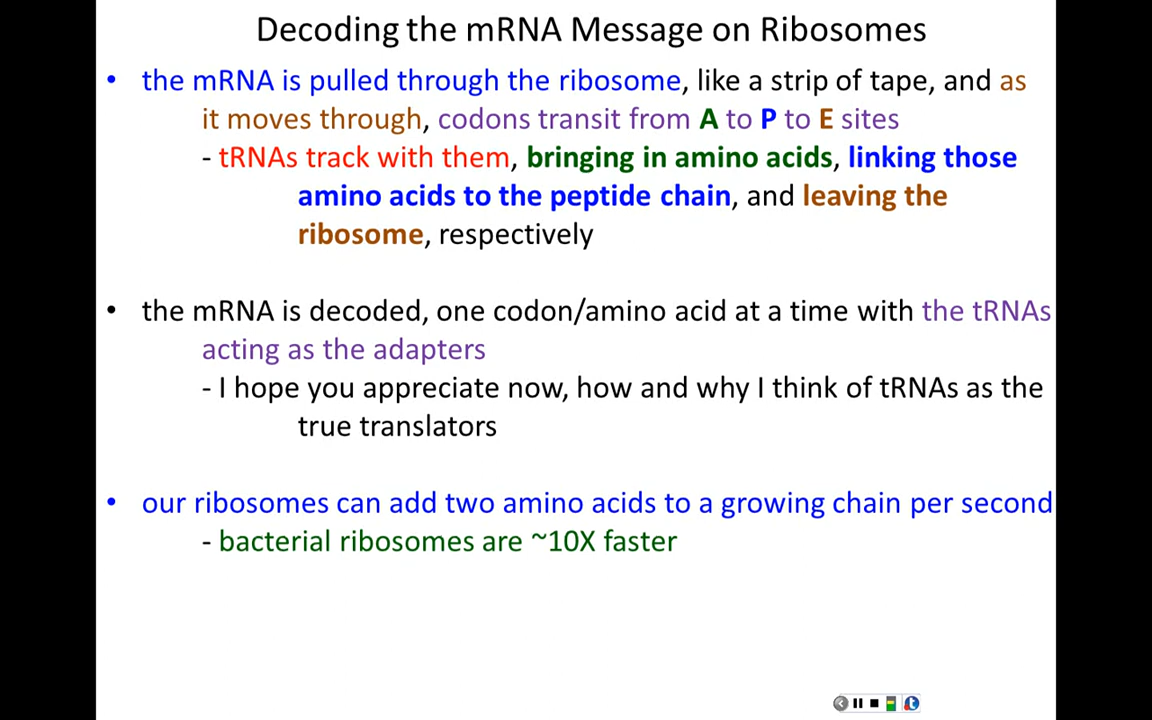 Decoding the mRNA Message on Ribosomes
• the mRNA is pulled through the ribosome, like a strip of tape, and as
it moves through, codons transit from A to P to E sites
- tRNAs track with them, bringing in amino acids, linking those
amino acids to the peptide chain, and leaving the
ribosome, respectively
• the mRNA is decoded, one codon/amino acid at a time with the tRNAs
acting as the adapters
- I hope you appreciate now, how and why I think of tRNAs as the
true translators
• our ribosomes can add two amino acids to a growing chain per second
- bacterial ribosomes are ~10X faster